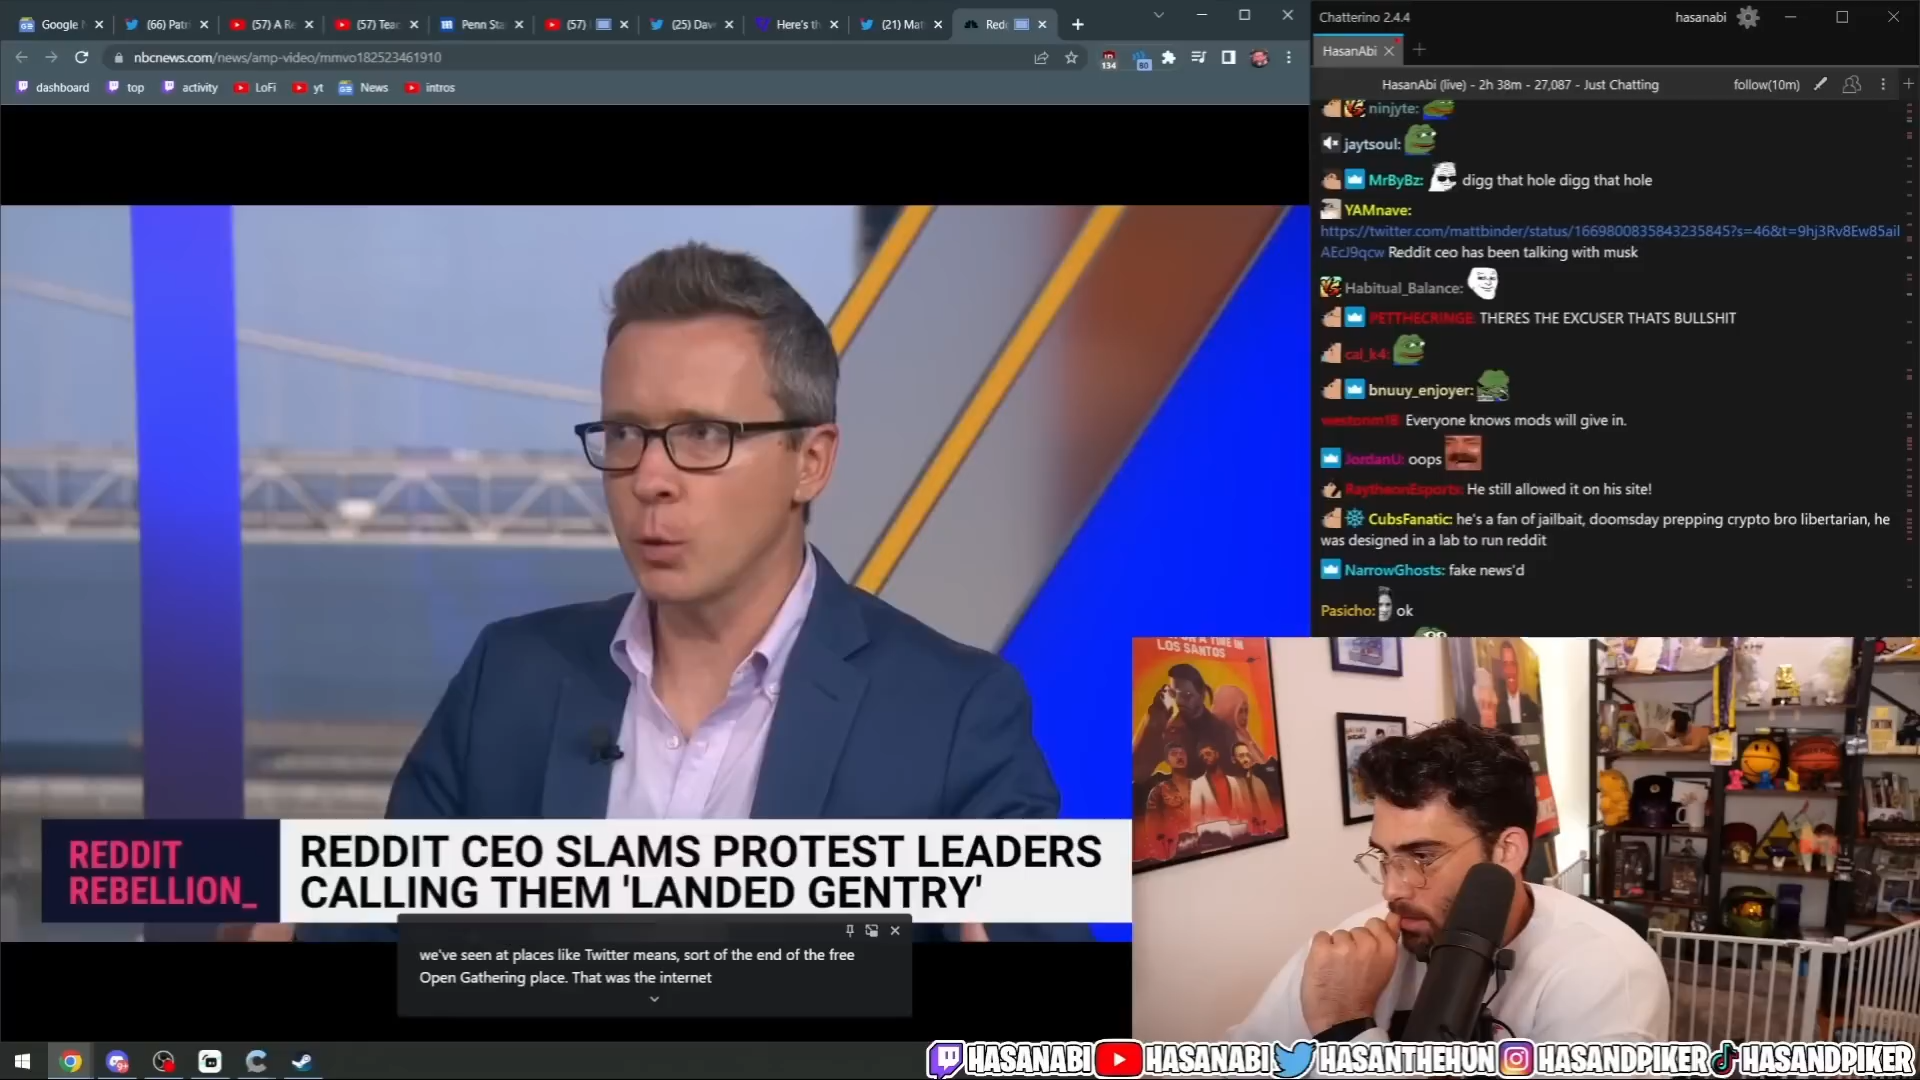 Google
(66) Pat
(57) A R
(57) Tea
Penn Sta
(57)
(25) Dav
Here's th
(21) Mat
Redd
nbcnews.com/news/amp-video/mmvo182523461910
134
80
dashboard
top
activity
LoFi
yt
News
intros
REDDIT
REBELLION_
REDDIT CEO SLAMS PROTEST LEADERS
CALLING THEM 'LANDED GENTRY'
we've seen at places like Twitter means, sort of the end of the free
Open Gathering place. That was the internet
Chatterino 2.4.4
hasanabi
HasanAbi
HasanAbi (live) - 2h 38m - 27,087 - Just Chatting
follow(10m)
ninjyte:
jaytsoul:
MrByBz: digg that hole digg that hole
YAMnave:
https://twitter.com/mattbinder/status/1669800835843235845?s=46&t=9hj3Rv8Ew85ail
AEcJ9qcw Reddit ceo has been talking with musk
Habitual_Balance:
PETTHECRINGE: THERES THE EXCUSER THATS BULLSHIT
cal_k4:
bnuuy_enjoyer:
westonm18: Everyone knows mods will give in.
JordanU: oops
RaytheonEsports: He still allowed it on his site!
CubsFanatic: he's a fan of jailbait, doomsday prepping crypto bro libertarian, he
was designed in a lab to run reddit
NarrowGhosts: fake news'd
Pasicho: ok
LOS SANTOS
HASANABI
HASANABI
HASANTHEHUN
HASANDPIKER
HASANDPIKER